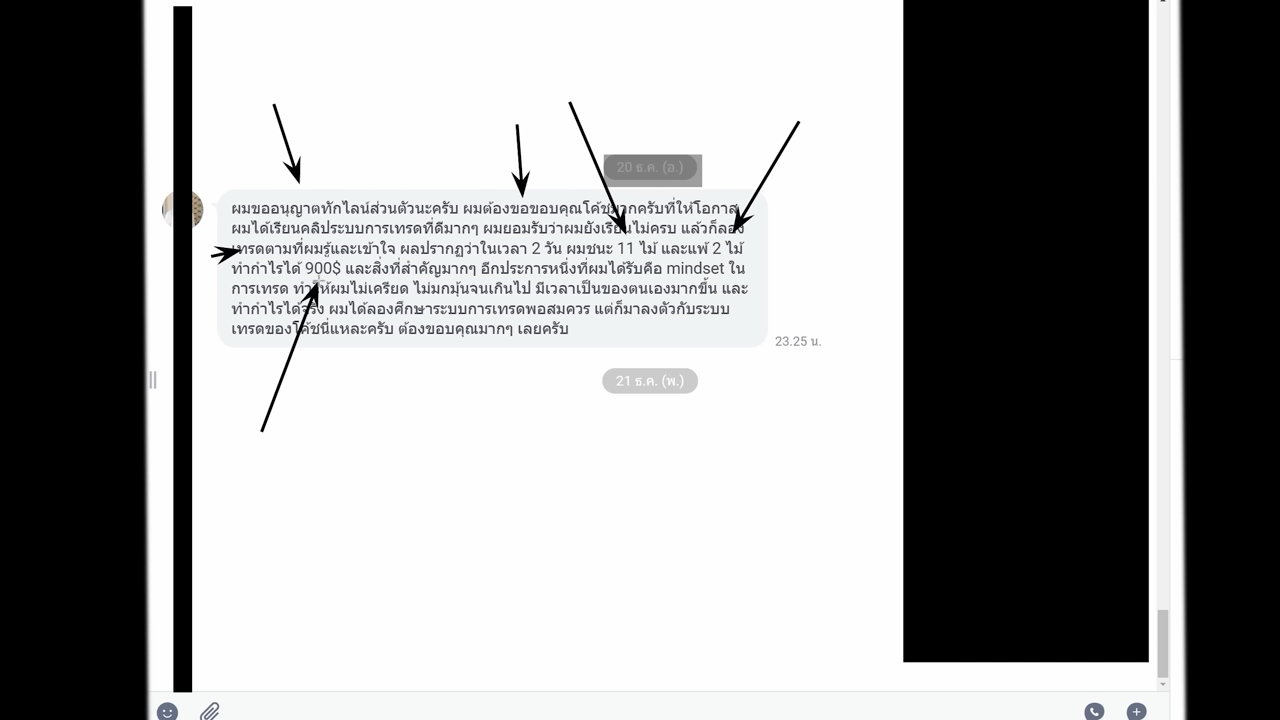 20 ธ.ค. (อ.)
ผมขออนุญาตทักไลน์ส่วนตัวนะครับ ผมต้องขอขอบคุณโค้ชมากครับที่ให้โอกาส
ผมได้เรียนคลิประบบการเทรดที่ดีมากๆ ผมยอมรับว่าผมยังเรียนไม่ครบ แล้วก็ลอง
เทรดตามที่ผมรู้และเข้าใจ ผลปรากฏว่าในเวลา 2 วัน ผมชนะ 11 ไม้ และแพ้ 2 ไม้
ทำกำไรได้ 900$ และสิ่งที่สำคัญมากๆ อีกประการหนึ่งที่ผมได้รับคือ mindset ใน
การเทรด ทำให้ผมไม่เครียด ไม่มกมุ้นจนเกินไป มีเวลาเป็นของตนเองมากขึ้น และ
ทำกำไรได้จริง ผมได้ลองศึกษาระบบการเทรดพอสมควร แต่ก็มาลงตัวกับระบบ
เทรดของโค้ชนี่แหละครับ ต้องขอบคุณมากๆ เลยครับ
23.25 น.
21 ธ.ค. (พ.)